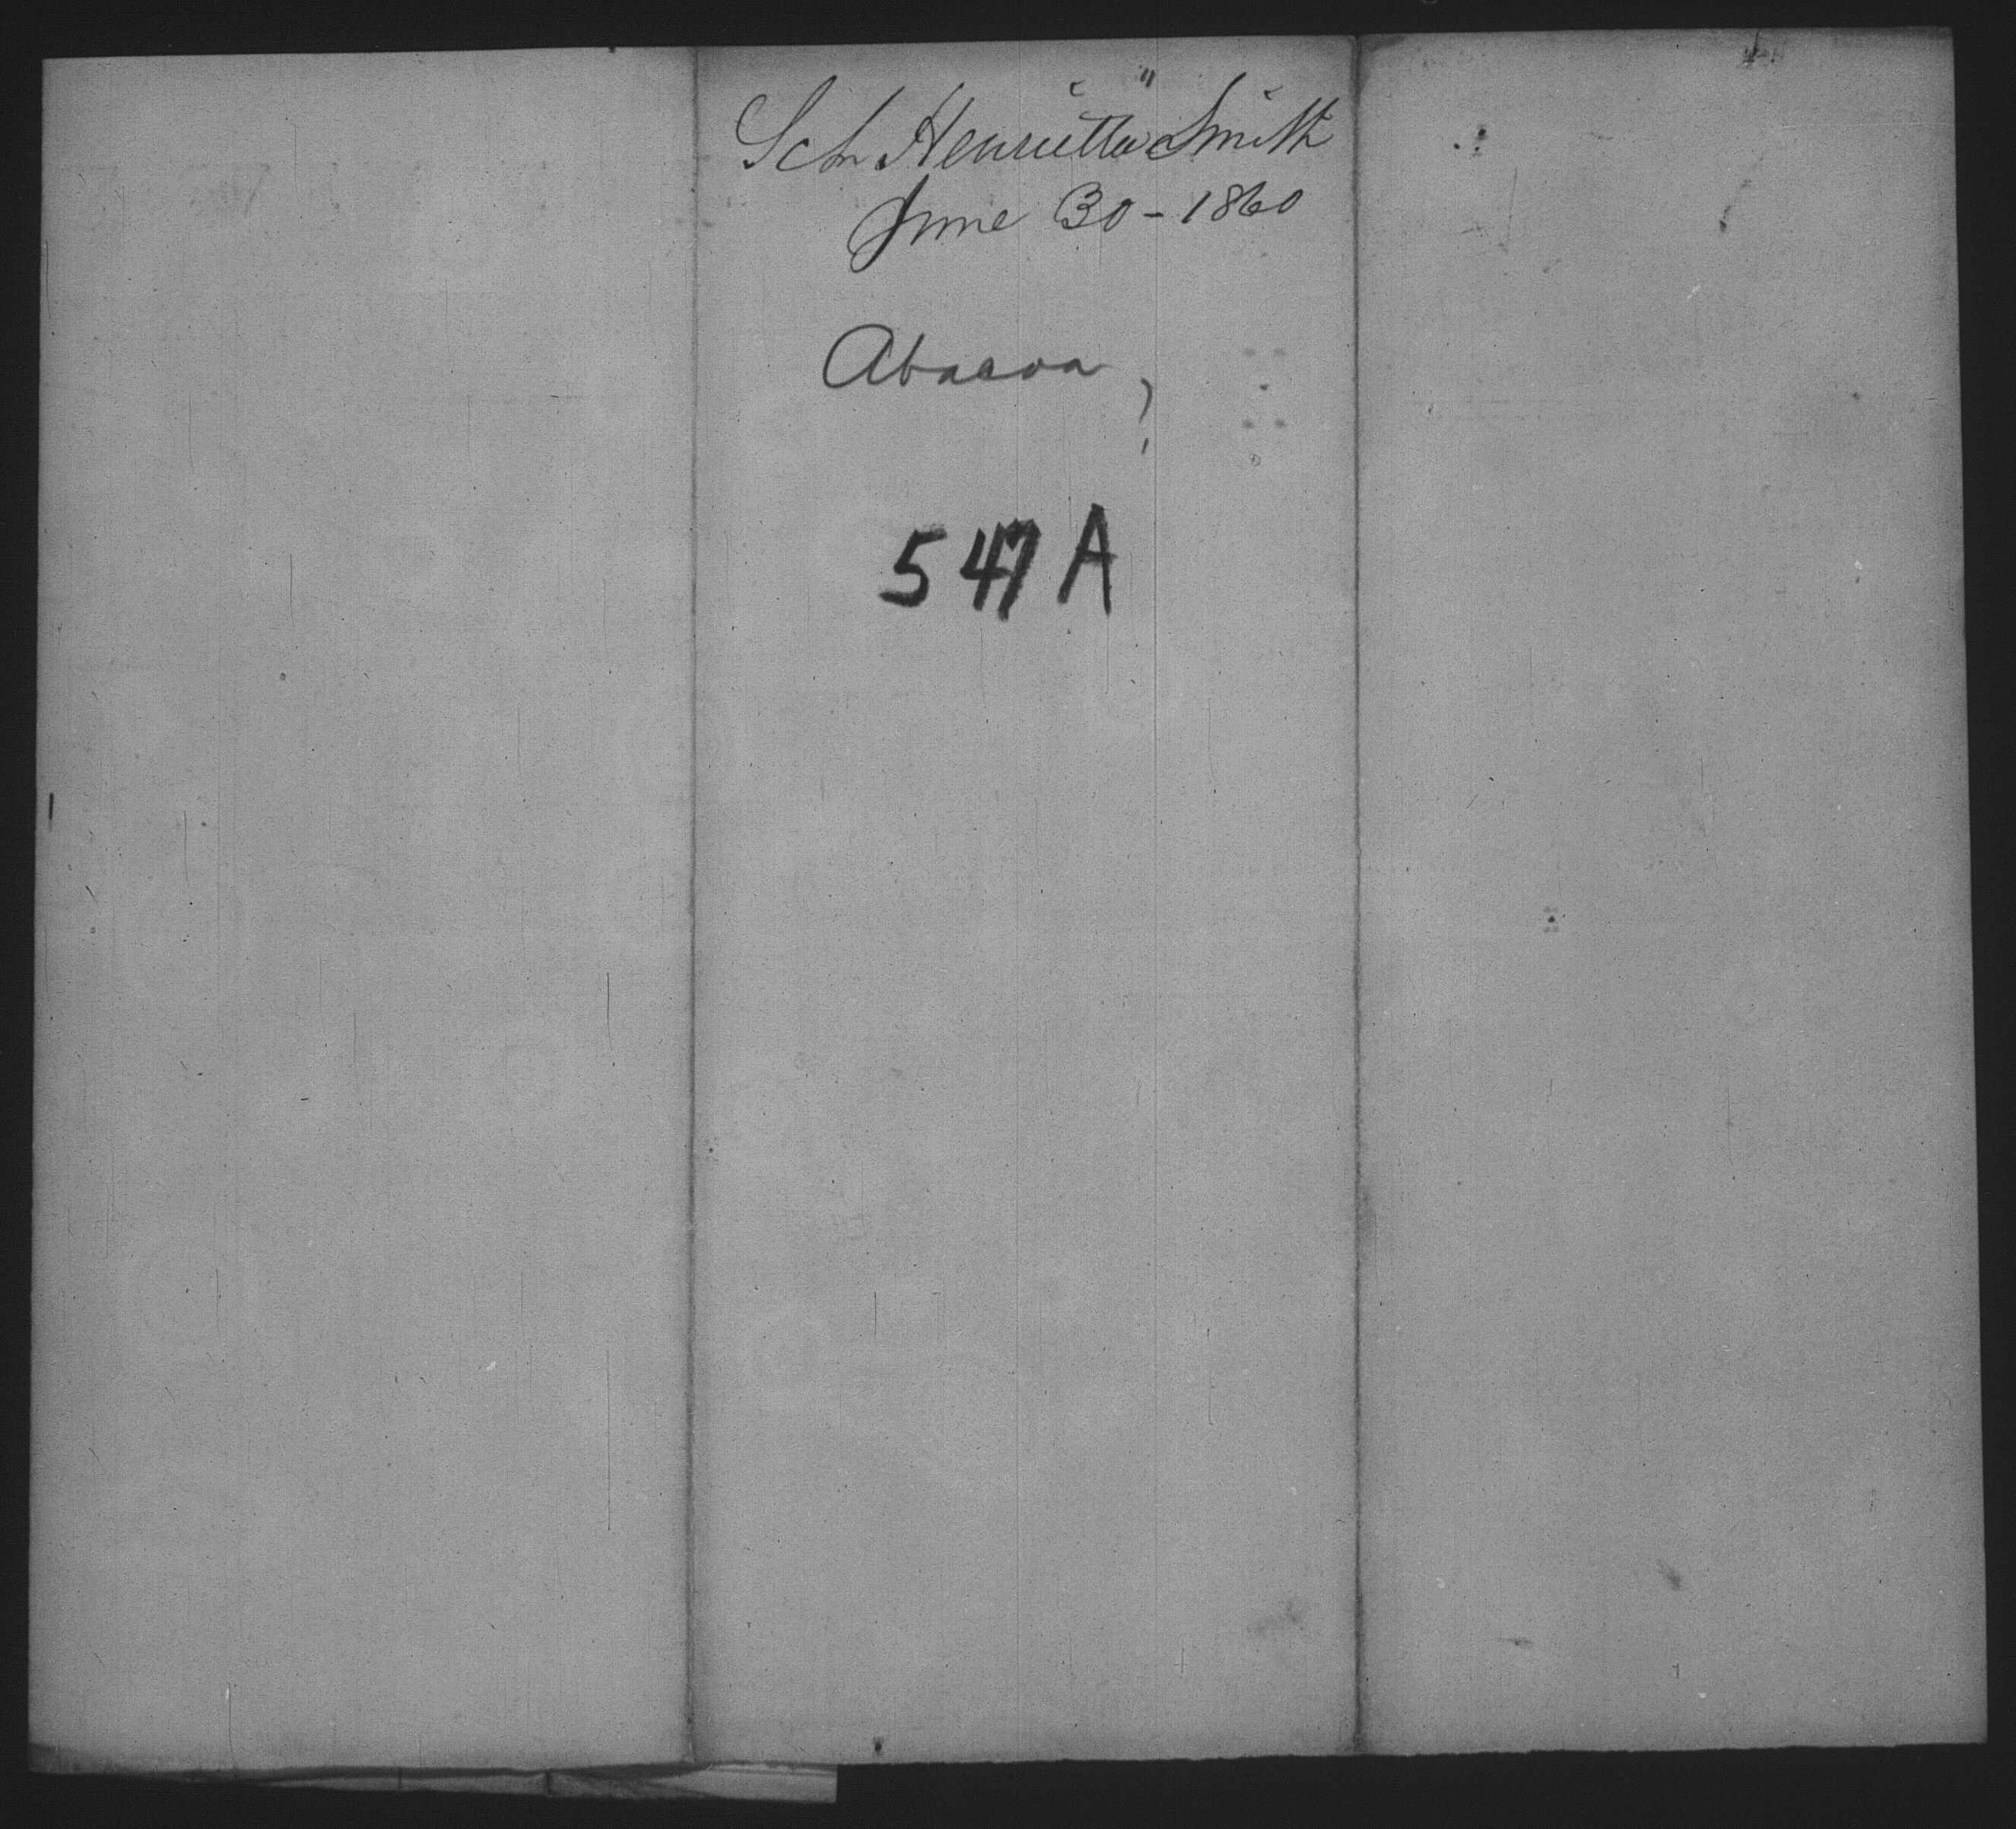 Sch Henrietta" Smith
June 30 - 1860
Abacoa
?
547 A